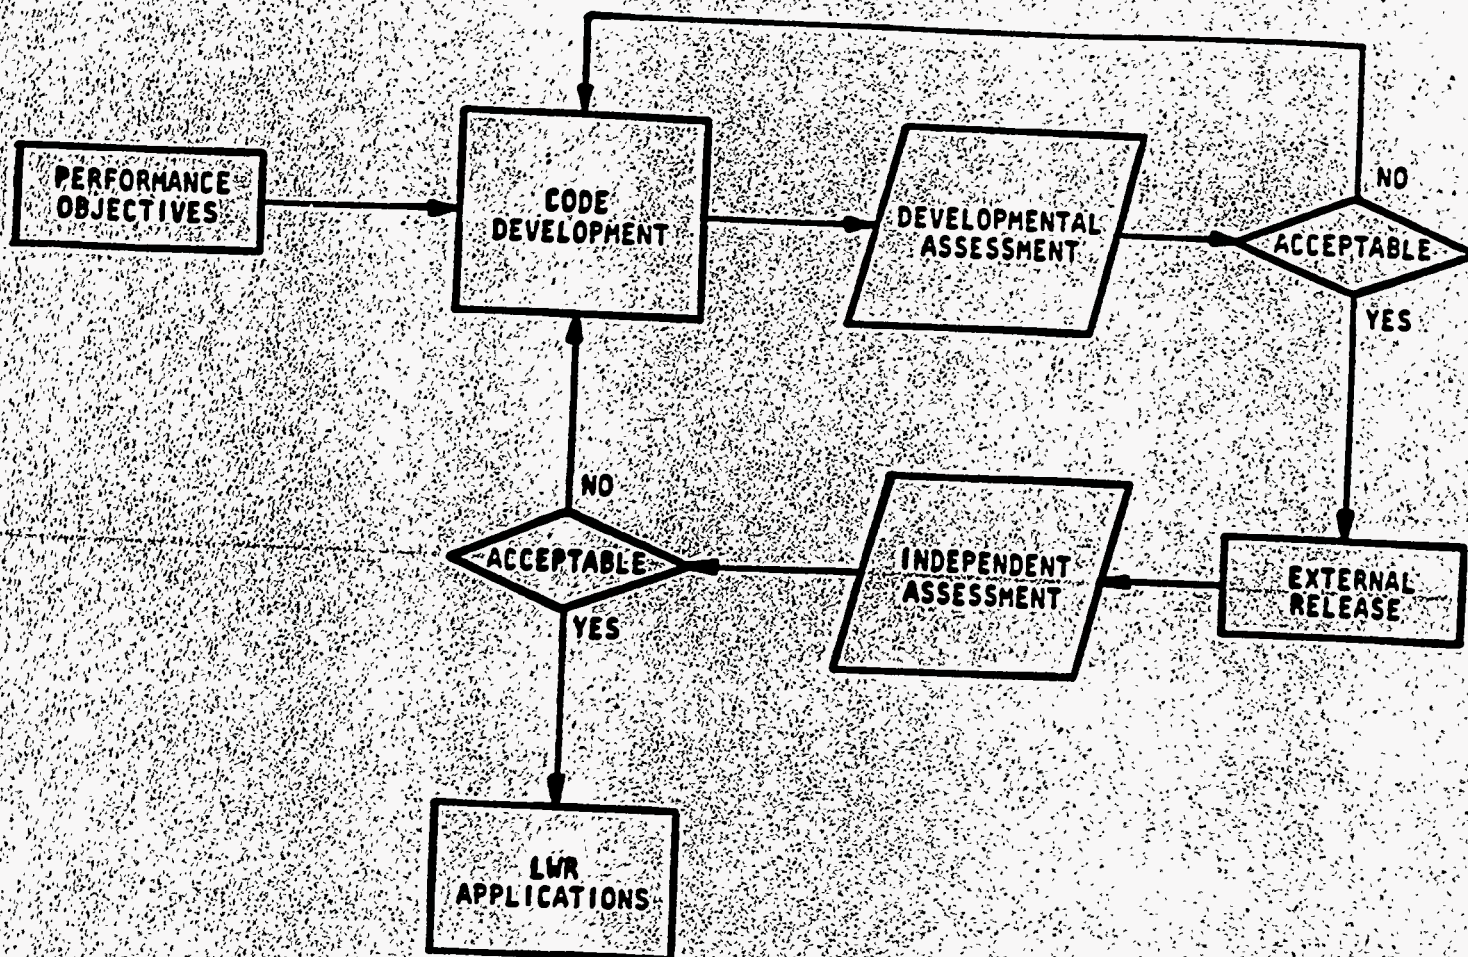 PERFORMANCE
OBJECTIVES
CODE
DEVELOPMENT
DEVELOPMENTAL
ASSESSMENT
NO
ACCEPTABLE
YES
NO
ACCEPTABLE
YES
INDEPENDENT
ASSESSMENT
EXTERNAL
RELEASE
LWR
APPLICATIONS